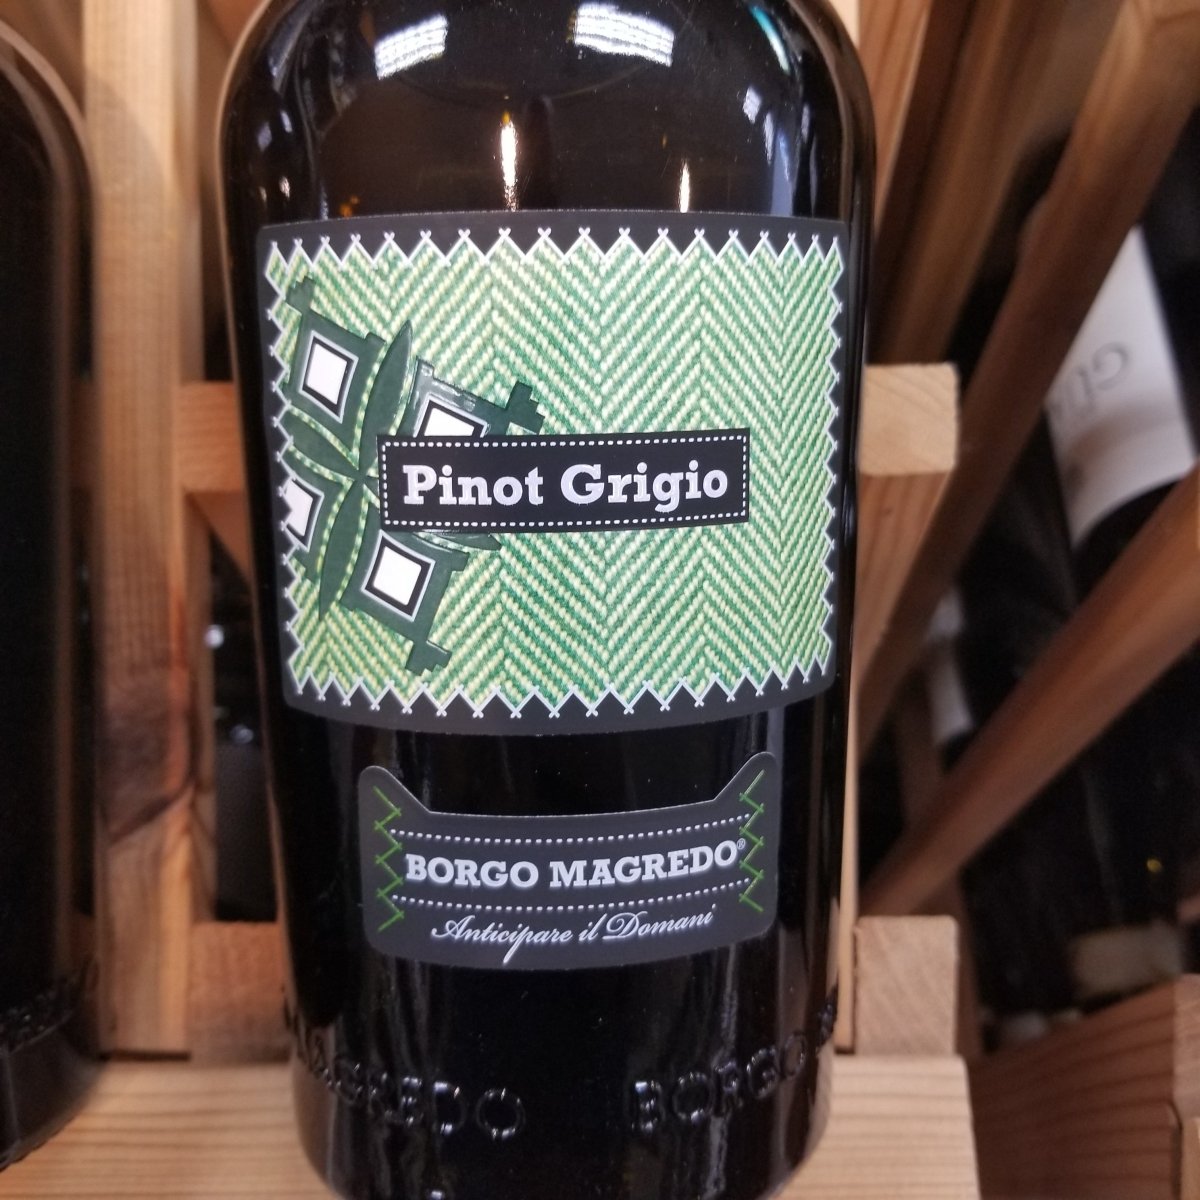 Pinot Grigio
BORGO MAGREDO®
Anticipare il Domani
MAGREDO BORGO